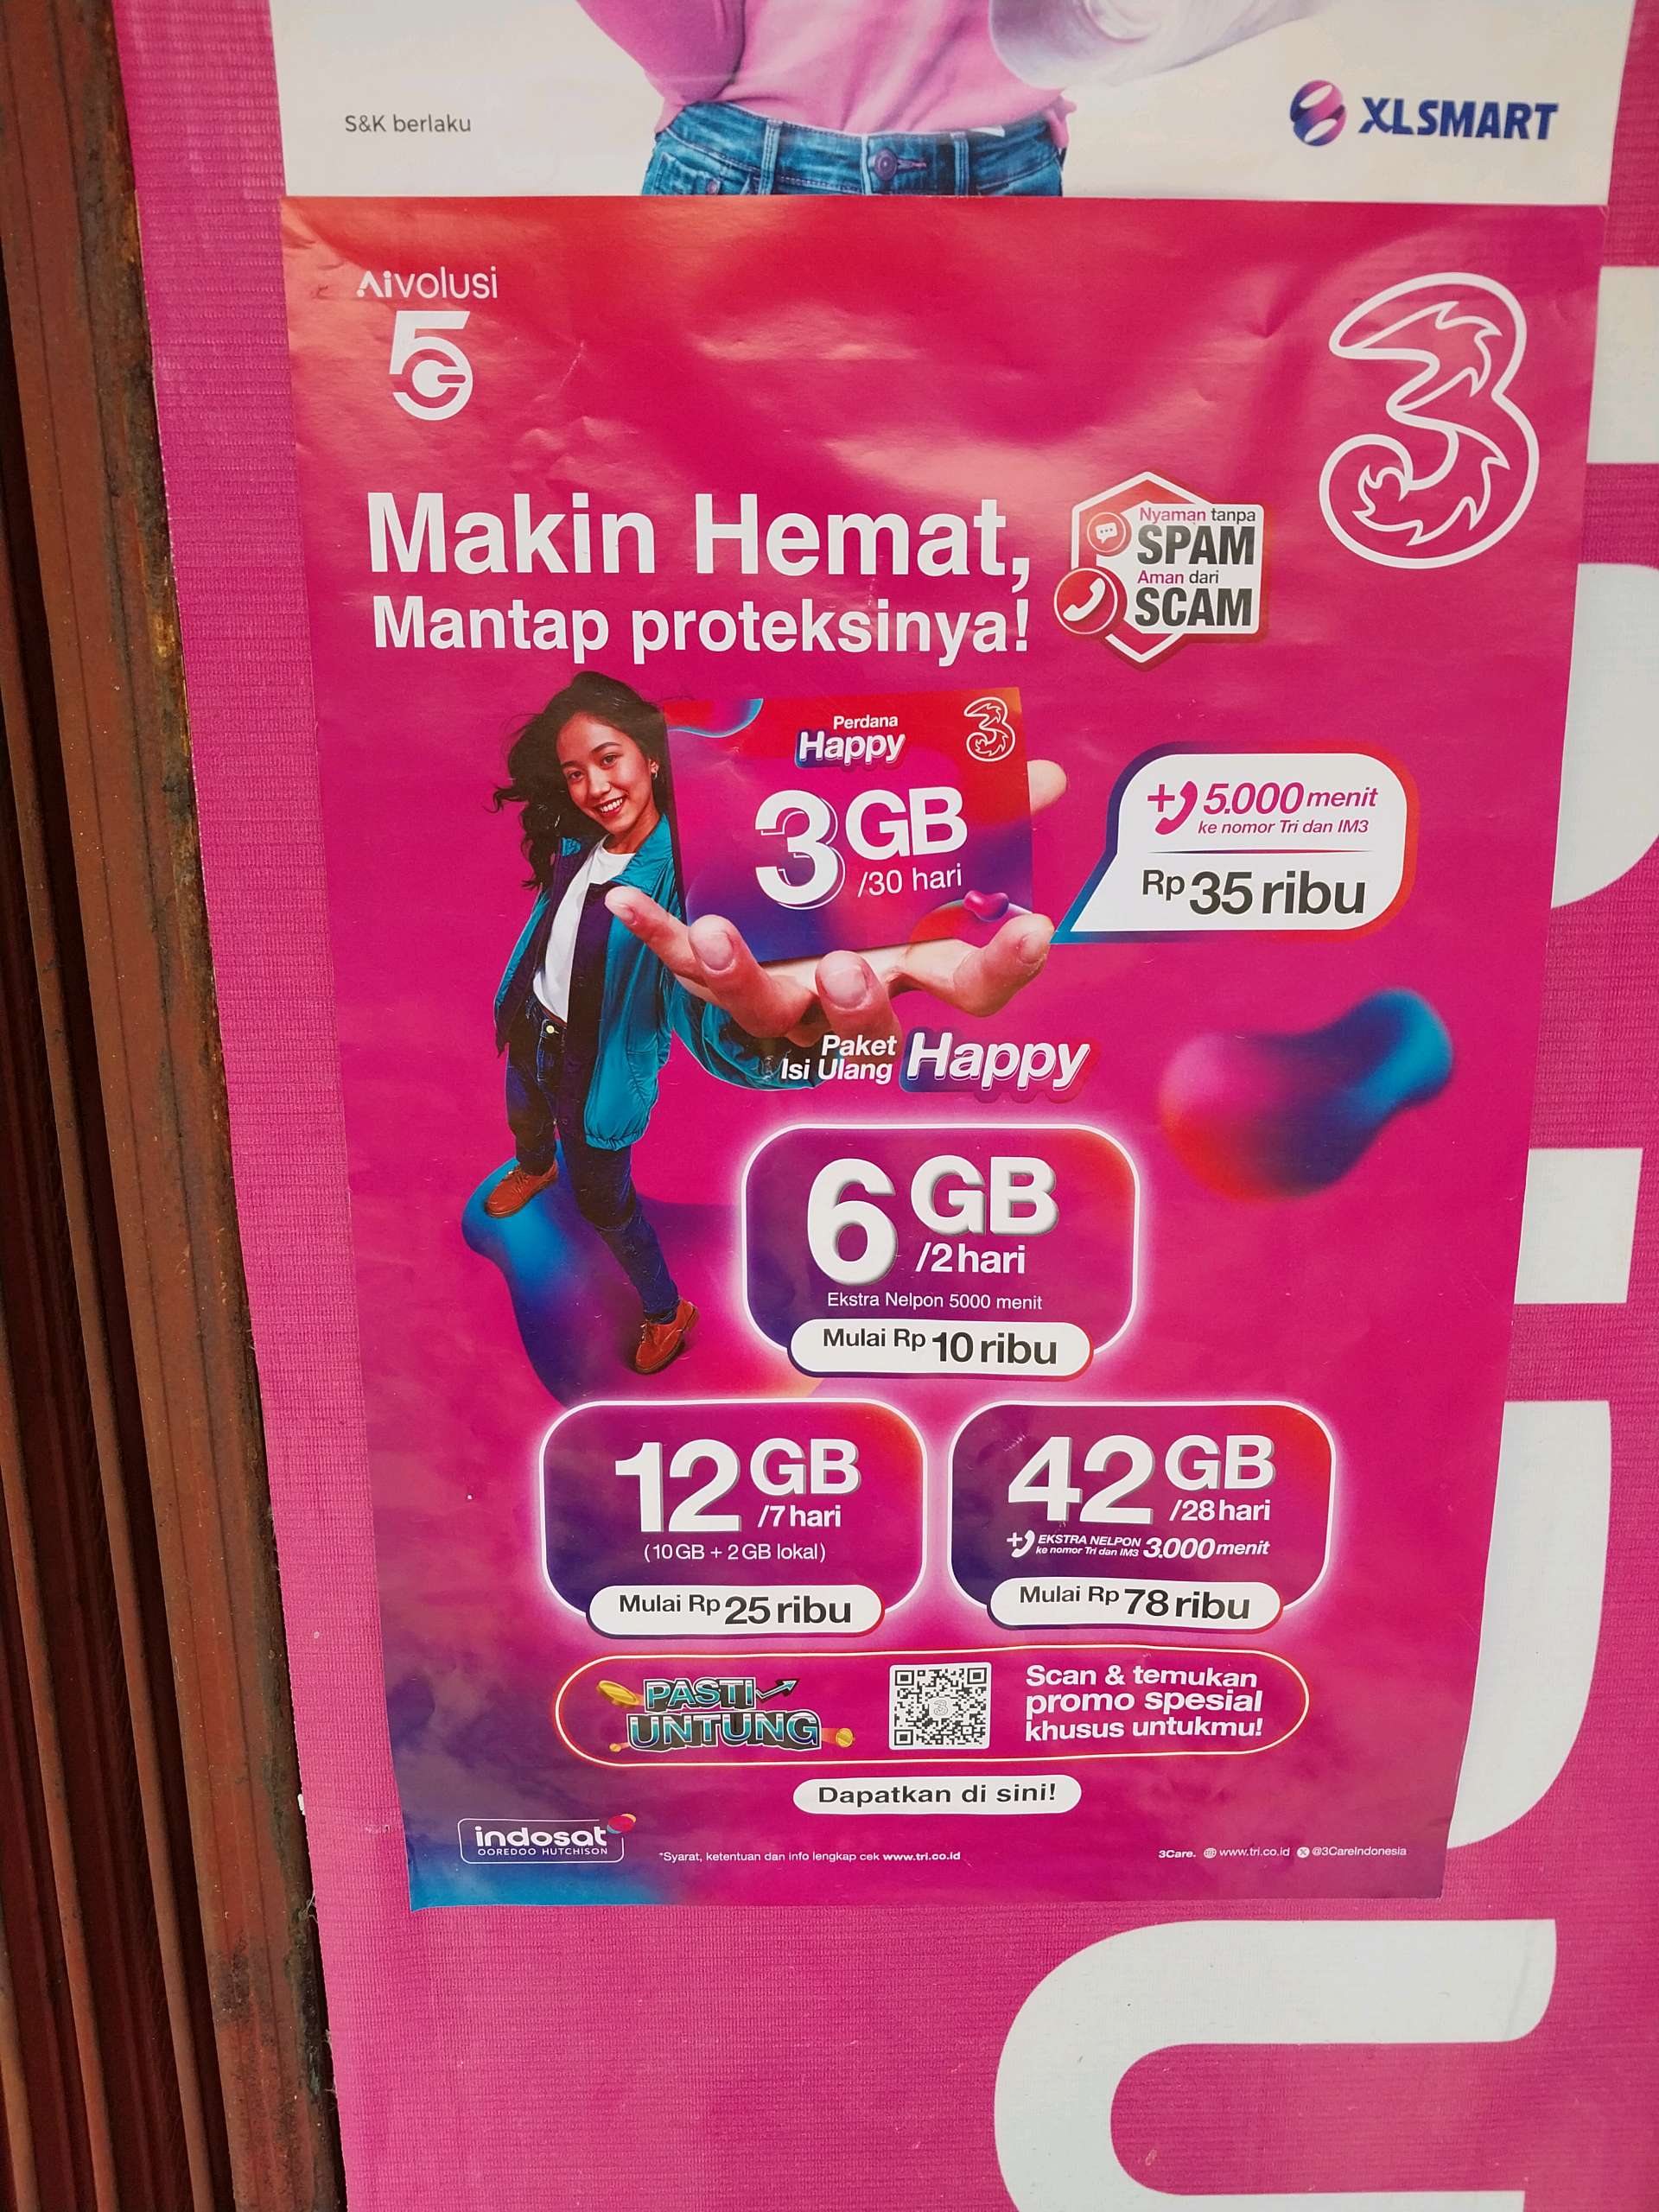 S&K berlaku
XLSMART
Aivolusi
5G
3
Makin Hemat,
Mantap proteksinya!
Nyaman tanpa
SPAM
Aman dari
SCAM
Perdana
Happy
3
3 GB
/30 hari
+ 5.000 menit
ke nomor Tri dan IM3
Rp 35 ribu
Paket
Isi Ulang
Happy
6 GB
/2 hari
Ekstra Nelpon 5000 menit
Mulai Rp 10 ribu
12 GB
/7 hari
(10 GB + 2 GB lokal)
Mulai Rp 25 ribu
42 GB
/28 hari
+ EKSTRA NELPON
ke nomor Tri dan IM3
3.000 menit
Mulai Rp 78 ribu
PASTI
UNTUNG
Scan & temukan
promo spesial
khusus untukmu!
Dapatkan di sini!
indosat
OOREDOO HUTCHISON
*Syarat, ketentuan dan info lengkap cek www.tri.co.id
3Care. www.tri.co.id @3CareIndonesia